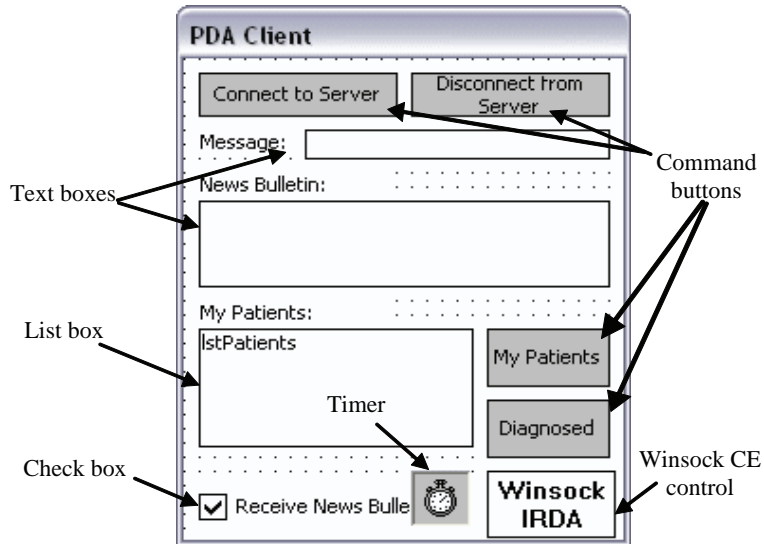 PDA Client
Connect to Server
Disconnect from
Server
Message:
Command
buttons
Text boxes
News Bulletin:
My Patients:
List box
lstPatients
My Patients
Timer
Diagnosed
Check box
Receive News Bulle
Winsock
IRDA
Winsock CE
control